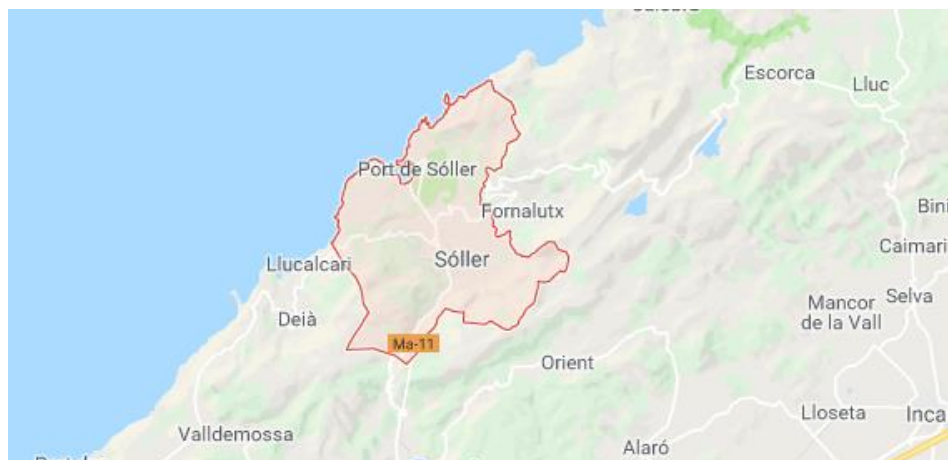 Escorca
Lluc
Port de Sóller
Fornalutx
Caimari
Sóller
Llucalcari
Selva
Mancor
de la Vall
Deià
Ma-11
Orient
Lloseta
Inca
Valldemossa
Alaró